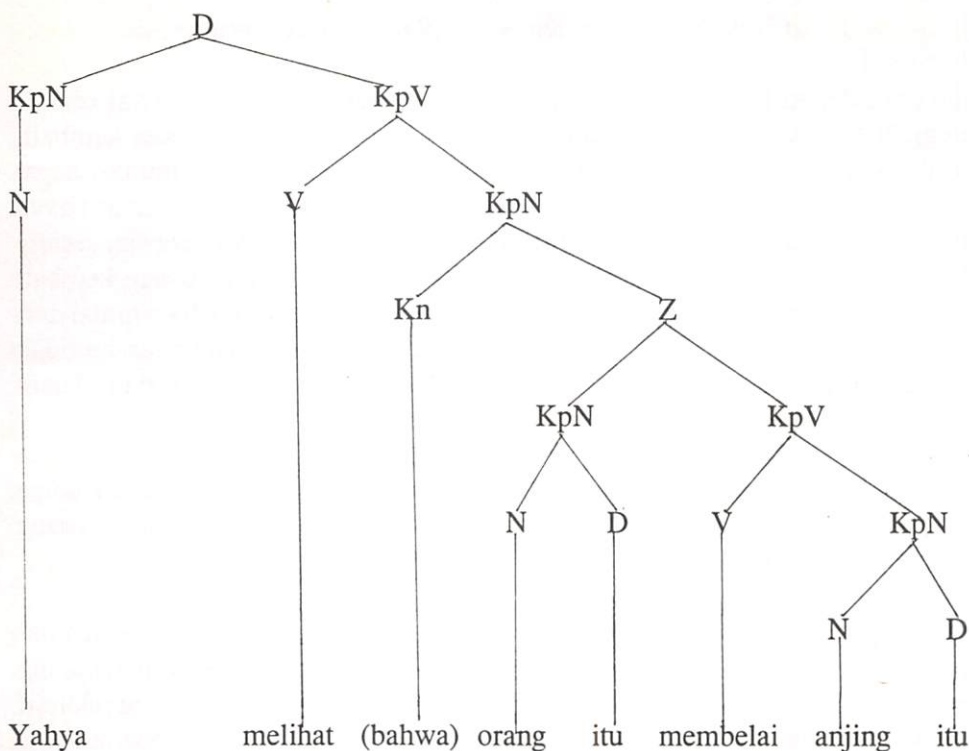 D
KpN KpV
N V KpN
Kn Z
KpN KpV
N D V KpN
N D
Yahya melihat (bahwa) orang itu membelai anjing itu